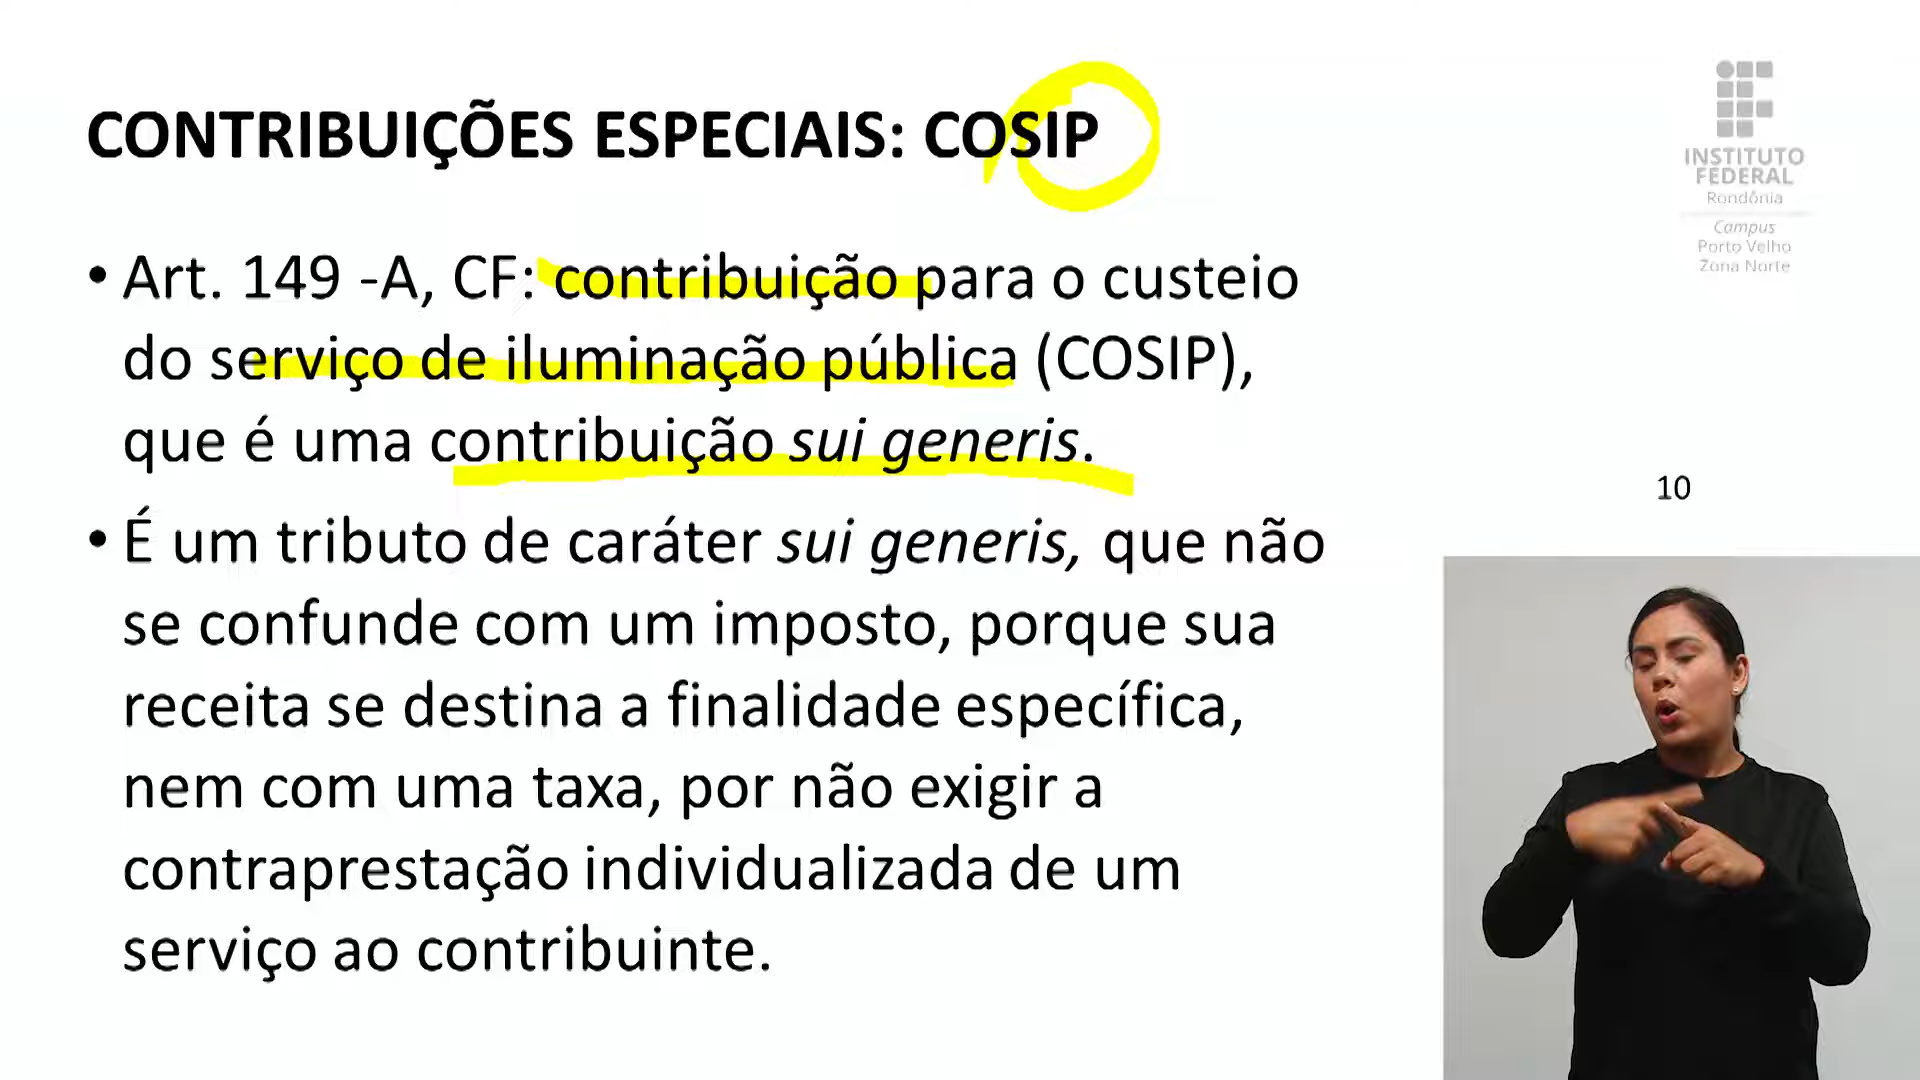 CONTRIBUIÇÕES ESPECIAIS: COSIP
INSTITUTO
FEDERAL
Rondônia
Campus
Porto Velho
Zona Norte
• Art. 149 -A, CF: contribuição para o custeio
do serviço de iluminação pública (COSIP),
que é uma contribuição sui generis.
10
• É um tributo de caráter sui generis, que não
se confunde com um imposto, porque sua
receita se destina a finalidade específica,
nem com uma taxa, por não exigir a
contraprestação individualizada de um
serviço ao contribuinte.